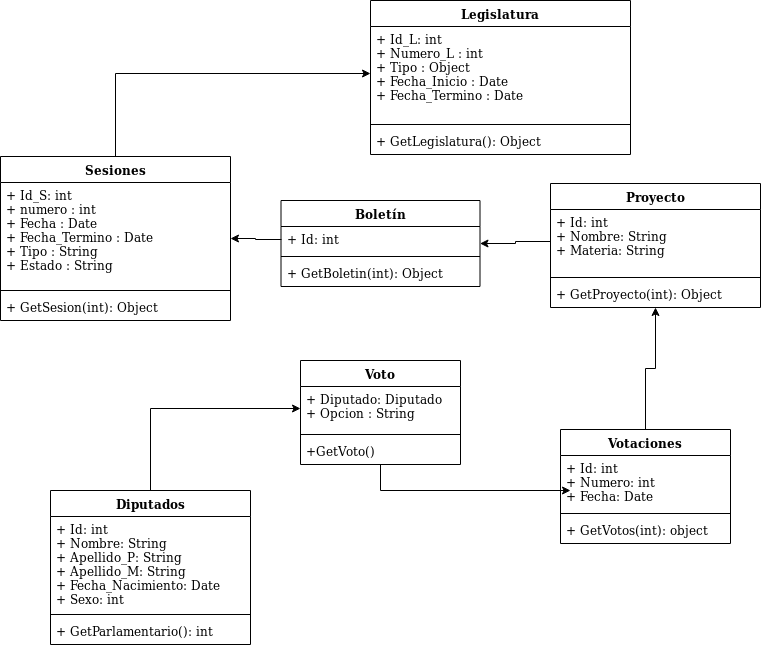 Legislatura
+ Id_L: int
+ Numero_L : int
+ Tipo : Object
+ Fecha_Inicio : Date
+ Fecha_Termino : Date
+ GetLegislatura(): Object
Sesiones
+ Id_S: int
+ numero : int
+ Fecha : Date
+ Fecha_Termino : Date
+ Tipo : String
+ Estado : String
+ GetSesion(int): Object
Boletín
+ Id: int
+ GetBoletin(int): Object
Proyecto
+ Id: int
+ Nombre: String
+ Materia: String
+ GetProyecto(int): Object
Voto
+ Diputado: Diputado
+ Opcion : String
+GetVoto()
Votaciones
+ Id: int
+ Numero: int
+ Fecha: Date
+ GetVotos(int): object
Diputados
+ Id: int
+ Nombre: String
+ Apellido_P: String
+ Apellido_M: String
+ Fecha_Nacimiento: Date
+ Sexo: int
+ GetParlamentario(): int